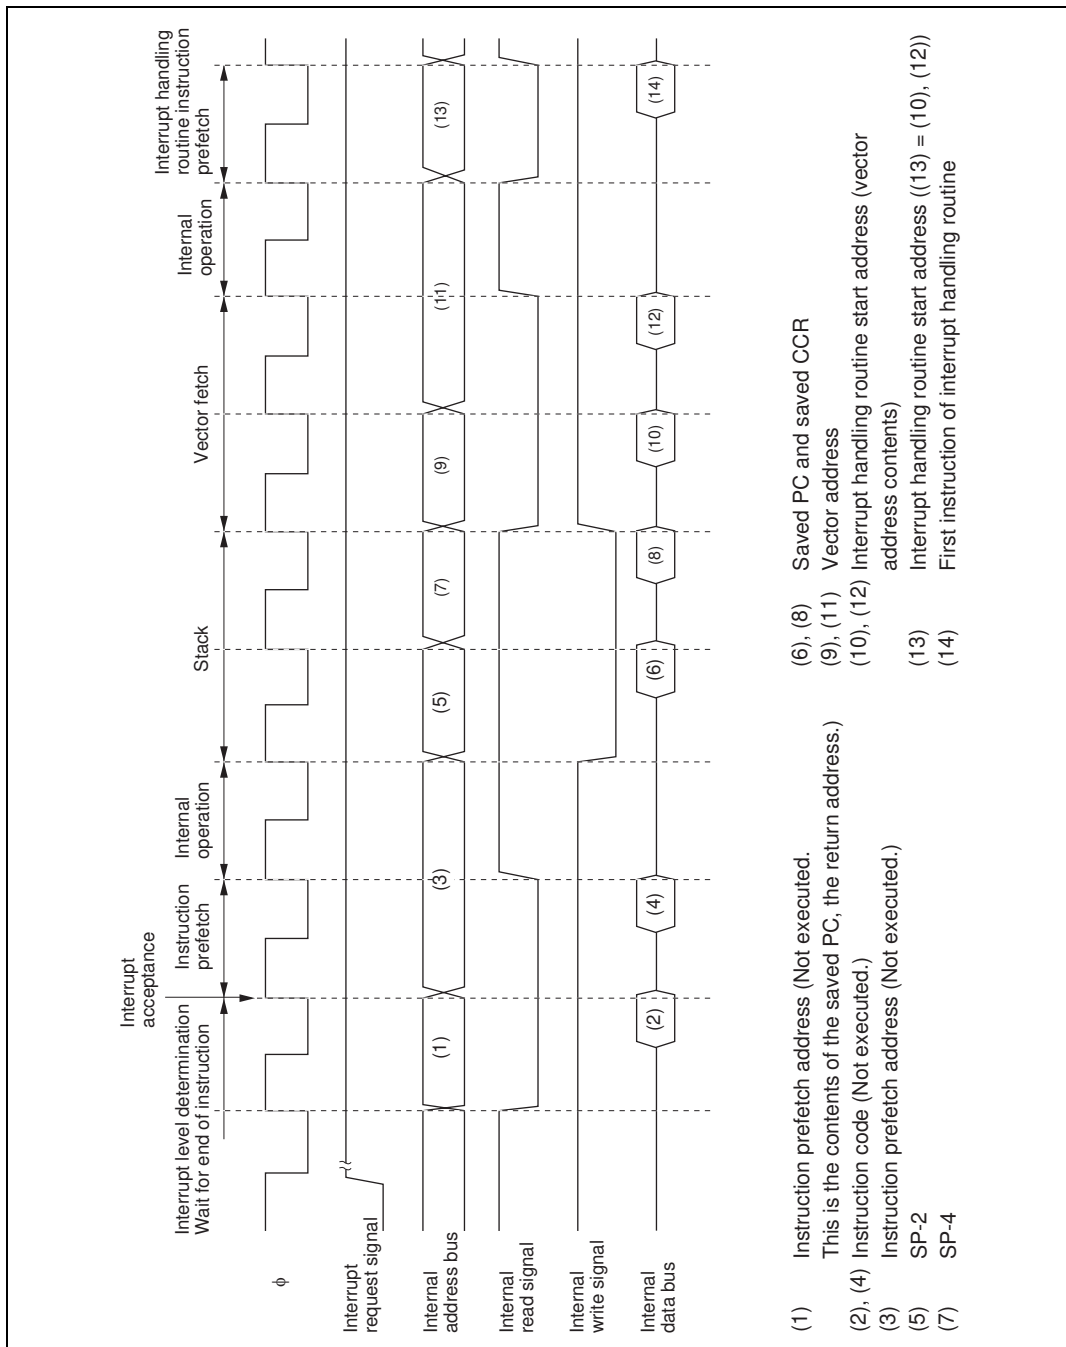 Interrupt
acceptance
Interrupt level determination
Wait for end of instruction
Instruction
prefetch
Internal
operation
Stack
Vector fetch
Internal
operation
Interrupt handling
routine instruction
prefetch
φ
Interrupt
request signal
Internal
address bus
(1)
(3)
(5)
(7)
(9)
(11)
(13)
Internal
read signal
Internal
write signal
Internal
data bus
(2)
(4)
(6)
(8)
(10)
(12)
(14)
(1) Instruction prefetch address (Not executed.
This is the contents of the saved PC, the return address.)
(2), (4) Instruction code (Not executed.)
(3) Instruction prefetch address (Not executed.)
(5) SP-2
(7) SP-4
(6), (8) Saved PC and saved CCR
(9), (11) Vector address
(10), (12) Interrupt handling routine start address (vector
address contents)
(13) Interrupt handling routine start address ((13) = (10), (12))
(14) First instruction of interrupt handling routine